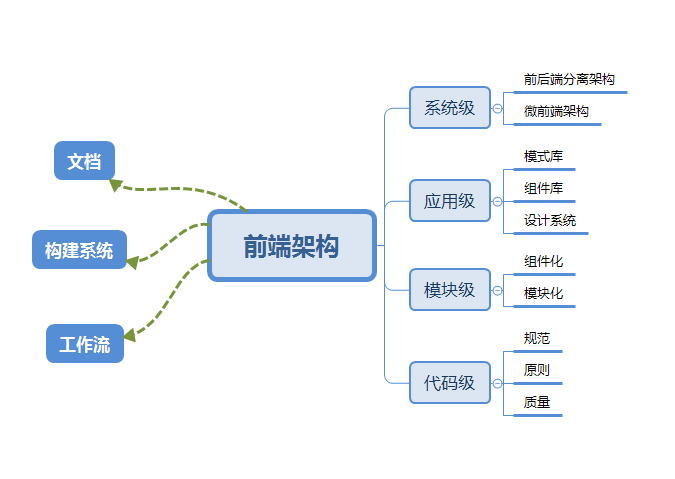 前端架构
文档
构建系统
工作流
系统级
前后端分离架构
微前端架构
应用级
模式库
组件库
设计系统
模块级
组件化
模块化
代码级
规范
原则
质量